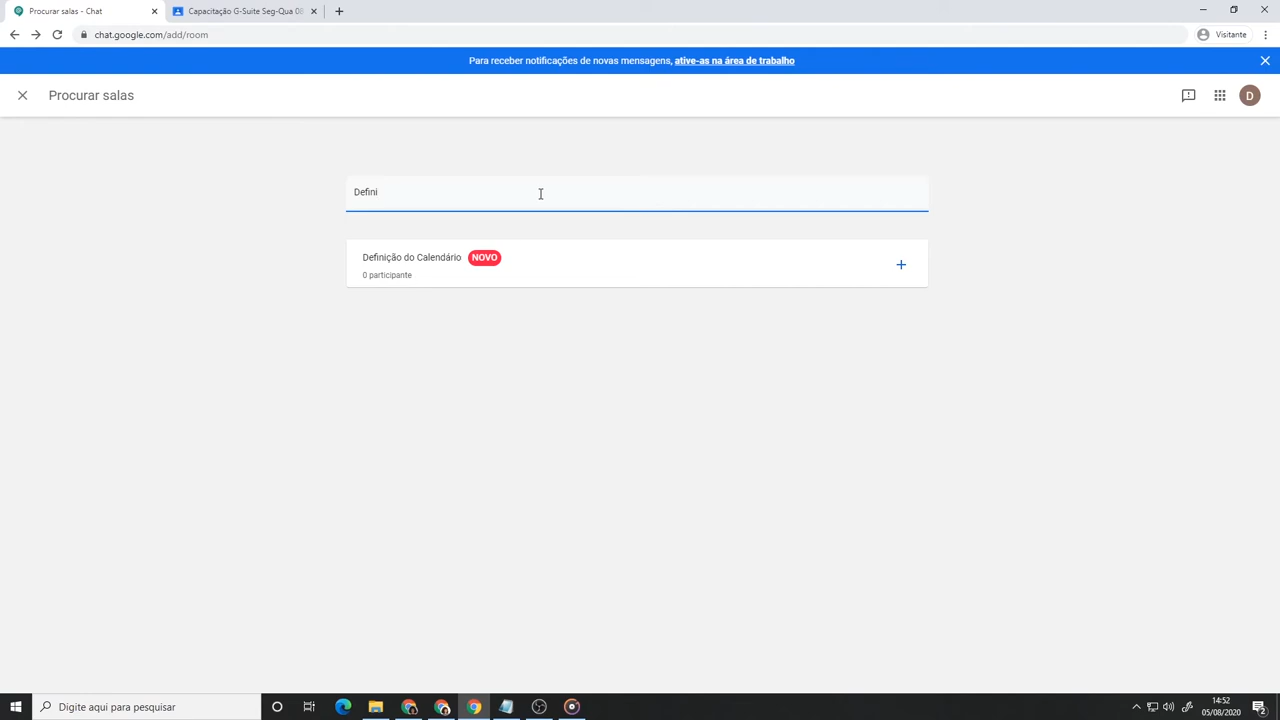 Procurar salas - Chat
Capacitação G-Suite Seg-Qua 08
chat.google.com/add/room
Visitante
Para receber notificações de novas mensagens, ative-as na área de trabalho
Procurar salas
D
Defini
Definição do Calendário NOVO
0 participante
Digite aqui para pesquisar
14:52
05/08/2020
2